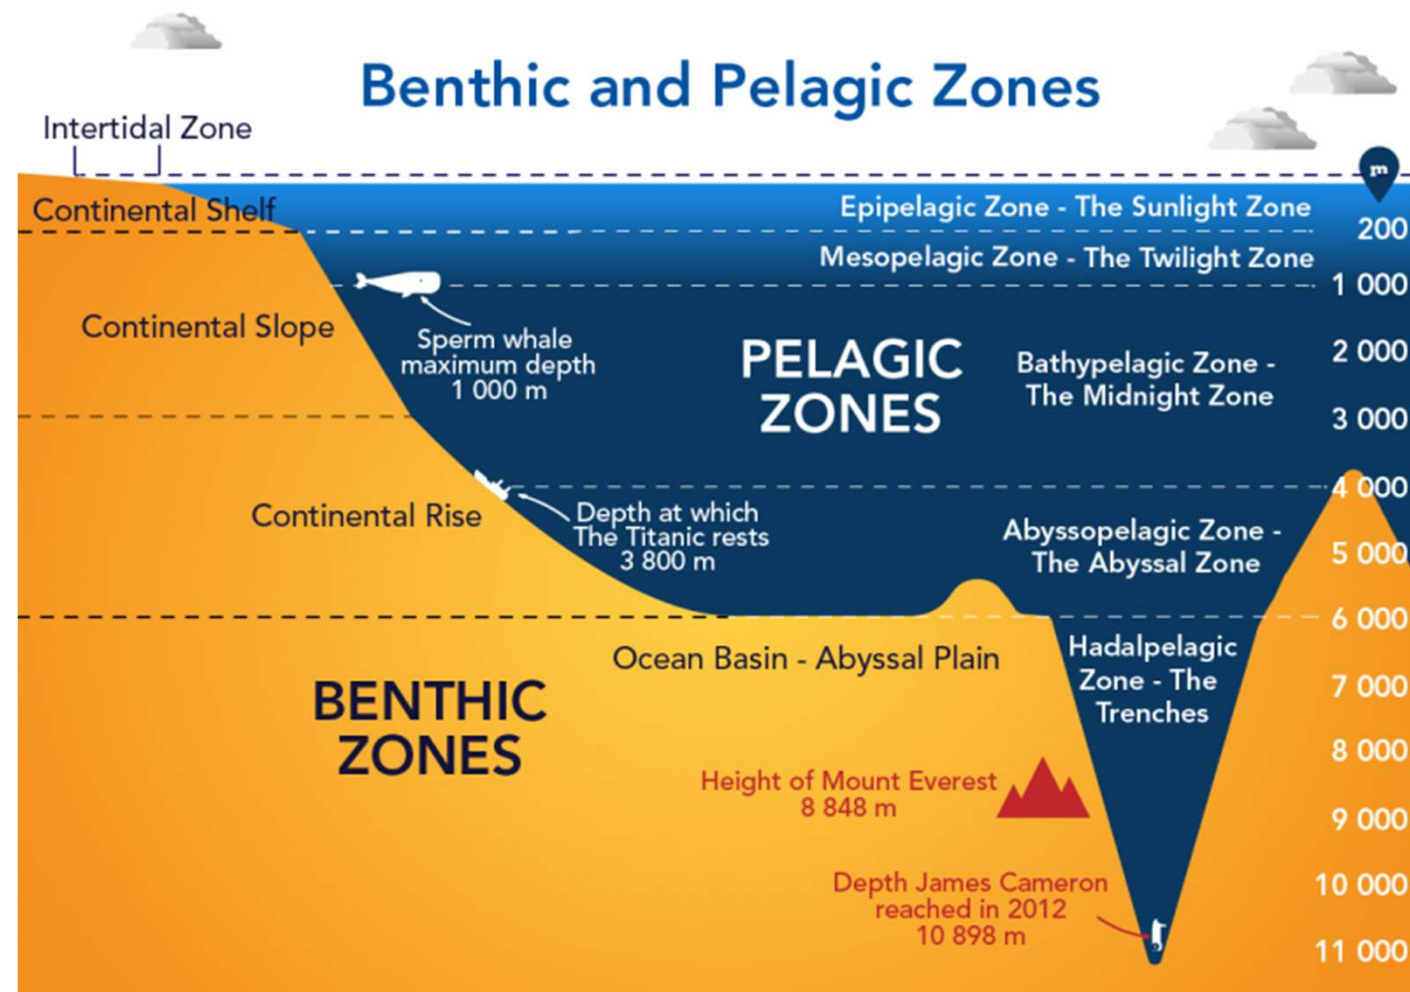 Benthic and Pelagic Zones
Intertidal Zone
m
Continental Shelf
Epipelagic Zone - The Sunlight Zone
200
Mesopelagic Zone - The Twilight Zone
1 000
Continental Slope
Sperm whale
maximum depth
1 000 m
PELAGIC
ZONES
Bathypelagic Zone -
The Midnight Zone
2 000
3 000
4 000
Continental Rise
Depth at which
The Titanic rests
3 800 m
Abyssopelagic Zone -
The Abyssal Zone
5 000
6 000
Ocean Basin - Abyssal Plain
Hadalpelagic
Zone - The
Trenches
7 000
BENTHIC
ZONES
8 000
Height of Mount Everest
8 848 m
9 000
Depth James Cameron
reached in 2012
10 898 m
10 000
11 000